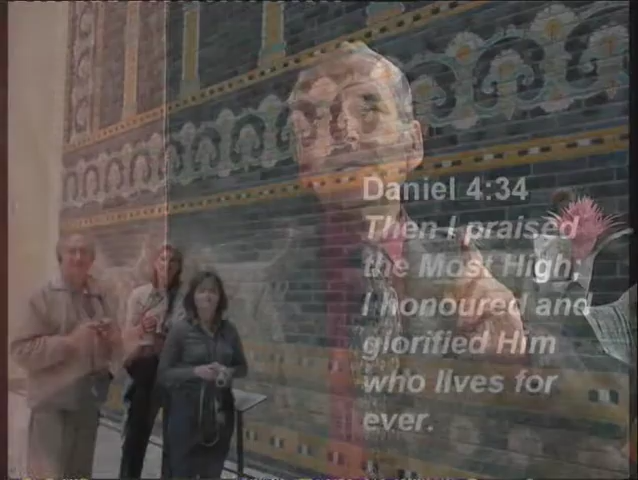 Daniel 4:34
Then I praised
the Most High;
I honoured and
glorified Him
who lives for
ever.